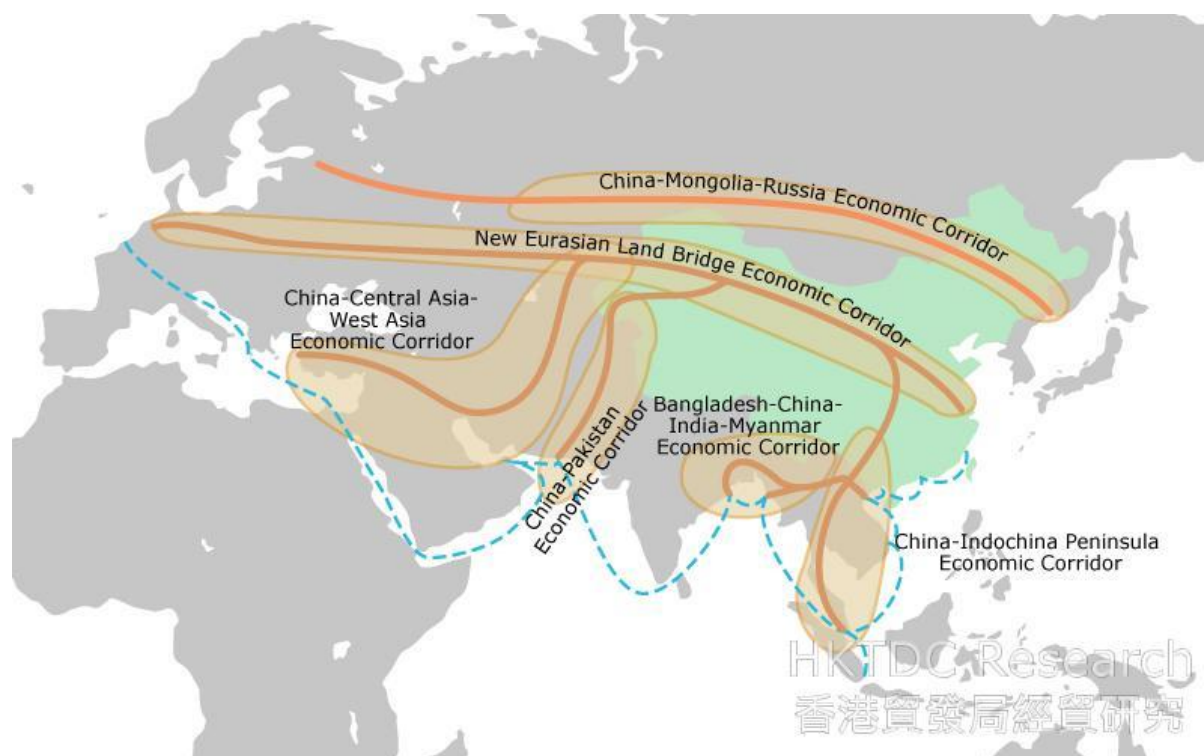 China-Mongolia-Russia Economic Corridor
New Eurasian Land Bridge Economic Corridor
China-Central Asia-
West Asia
Economic Corridor
Bangladesh-China-
India-Myanmar
Economic Corridor
China-Pakistan
Economic Corridor
China-Indochina Peninsula
Economic Corridor
HKTDC Research
香港貿發局經貿研究